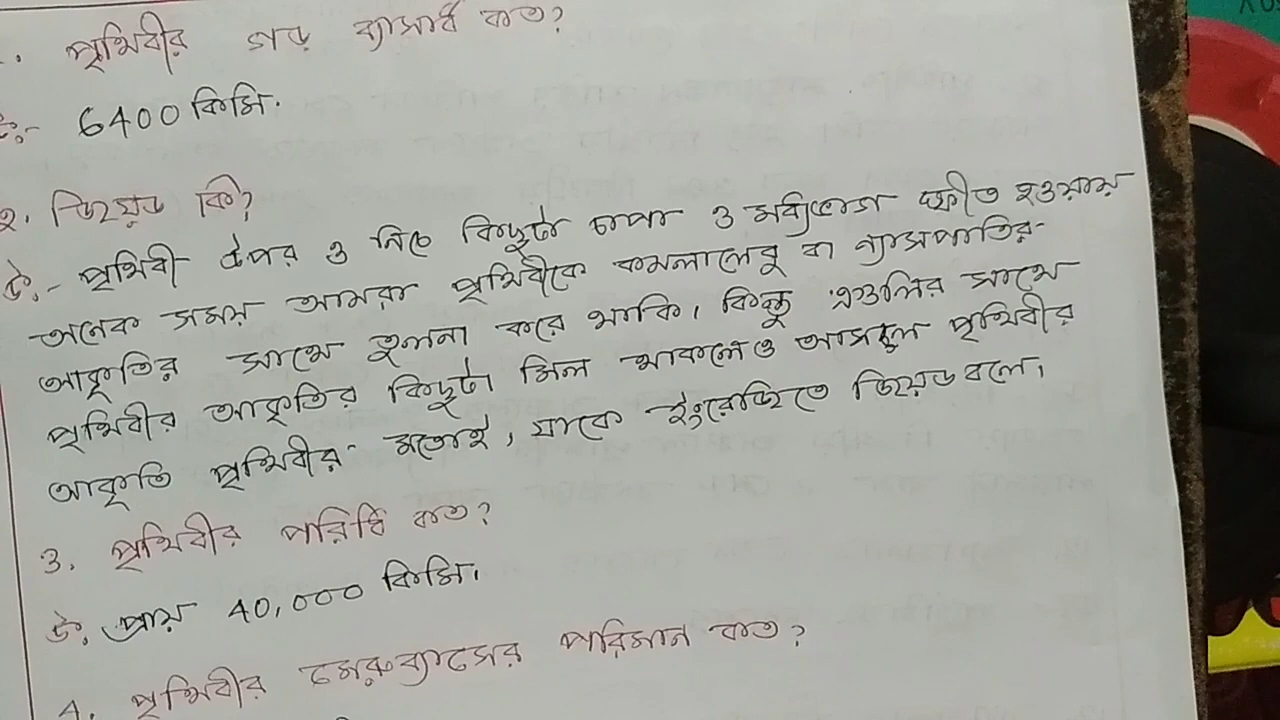 . পৃথিবীর গড় ব্যাসার্ধ কত?
উঃ- 6400 কিমি.
২. জিয়ড কি?
উ.- পৃথিবী উপর ও নিচে কিছুটা চাপা ও মধ্যভাগ স্ফীত হওয়ায়
অনেক সময় আমরা পৃথিবীকে কমলালেবু বা ন্যাসপাতির
আকৃতির সাথে তুলনা করে থাকি। কিন্তু এগুলির সাথে
পৃথিবীর আকৃতির কিছুটা মিল থাকলেও আসলে পৃথিবীর
আকৃতি পৃথিবীর মতোই, যাকে ইংরেজিতে জিয়ড বলে।
3. পৃথিবীর পরিধি কত?
উ. প্রায় 40,000 কিমি।
4. পৃথিবীর মেরুব্যাসের পরিমান কত?